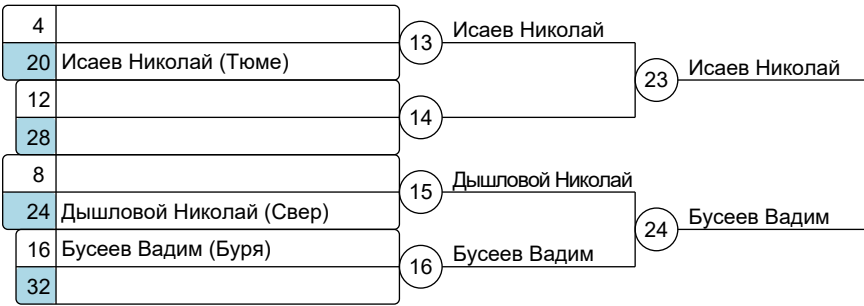 4
20 Исаев Николай (Тюме)
12
28
8
24 Дышловой Николай (Свер)
16 Бусеев Вадим (Буря)
32
13 Исаев Николай
14
15 Дышловой Николай
16 Бусеев Вадим
23 Исаев Николай
24 Бусеев Вадим